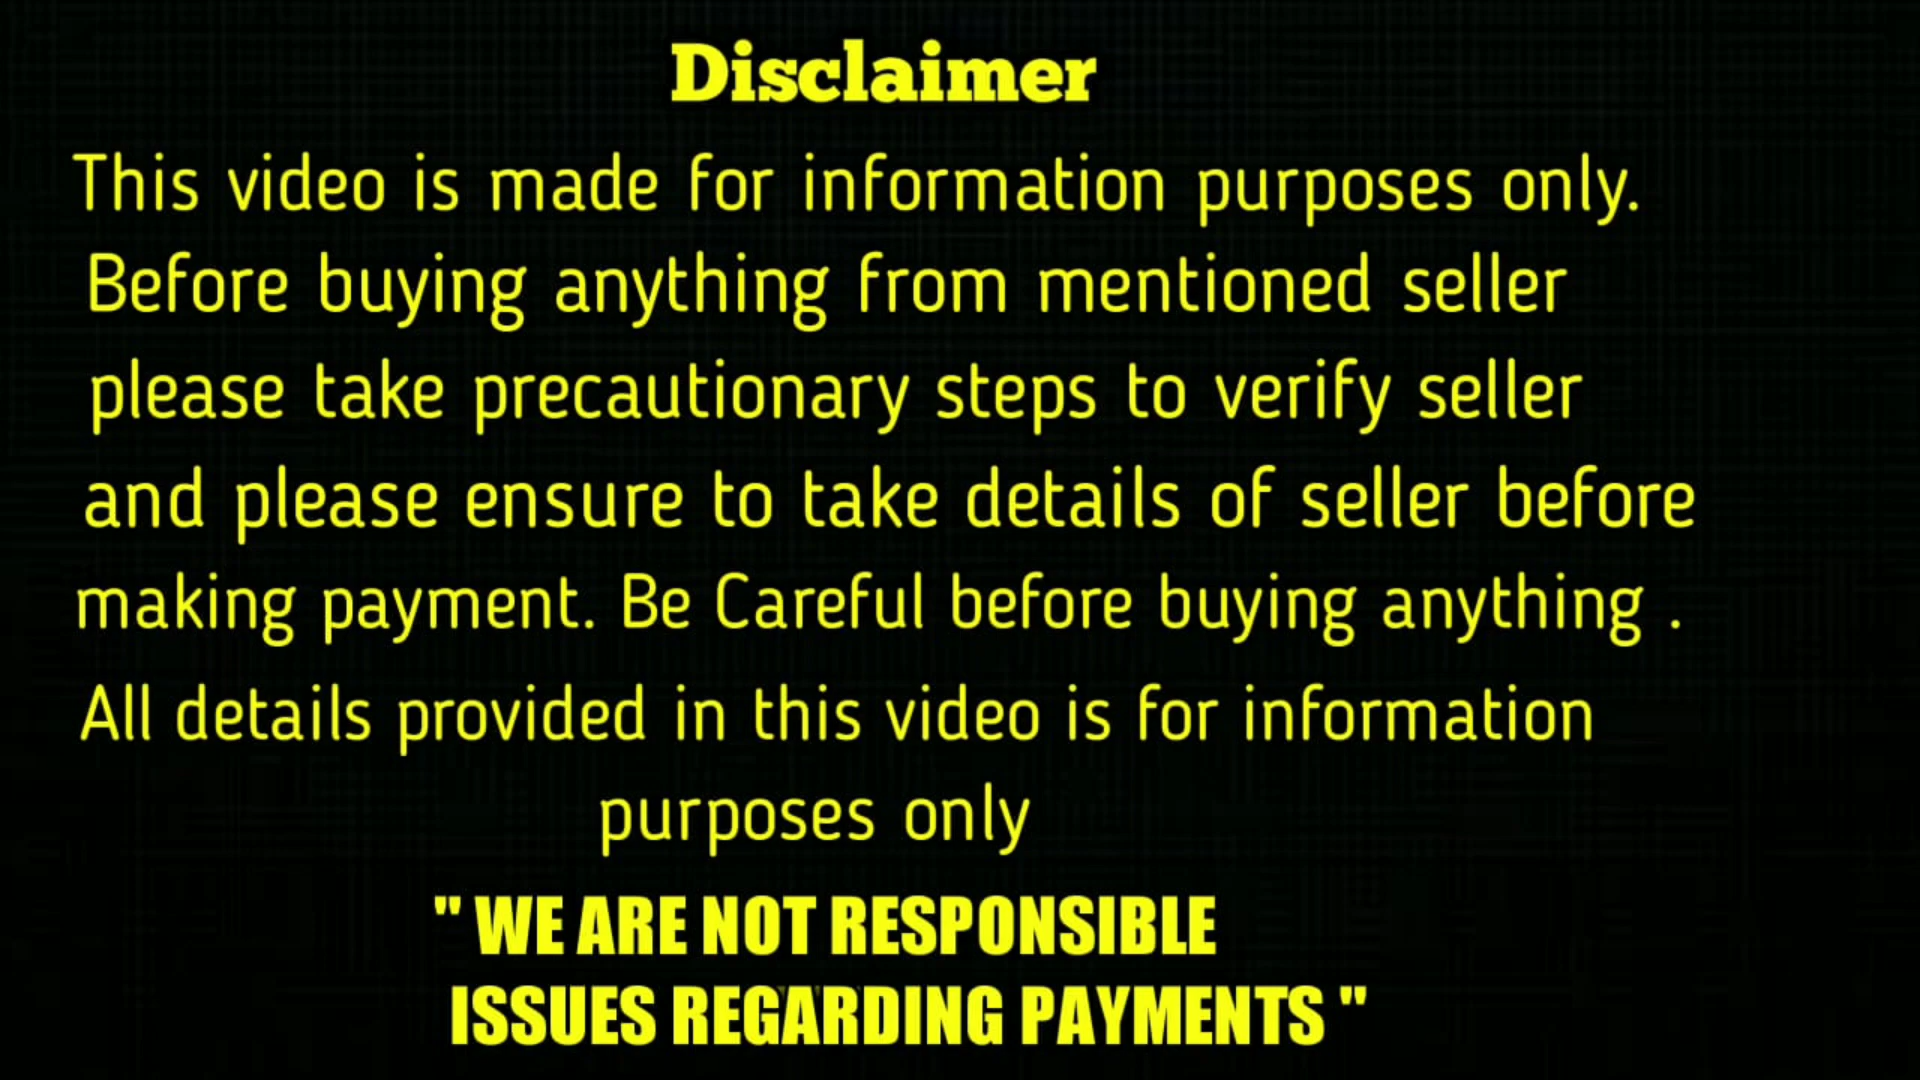 Disclaimer
This video is made for information purposes only.
Before buying anything from mentioned seller
please take precautionary steps to verify seller
and please ensure to take details of seller before
making payment. Be Careful before buying anything .
All details provided in this video is for information
purposes only
" WE ARE NOT RESPONSIBLE
ISSUES REGARDING PAYMENTS "